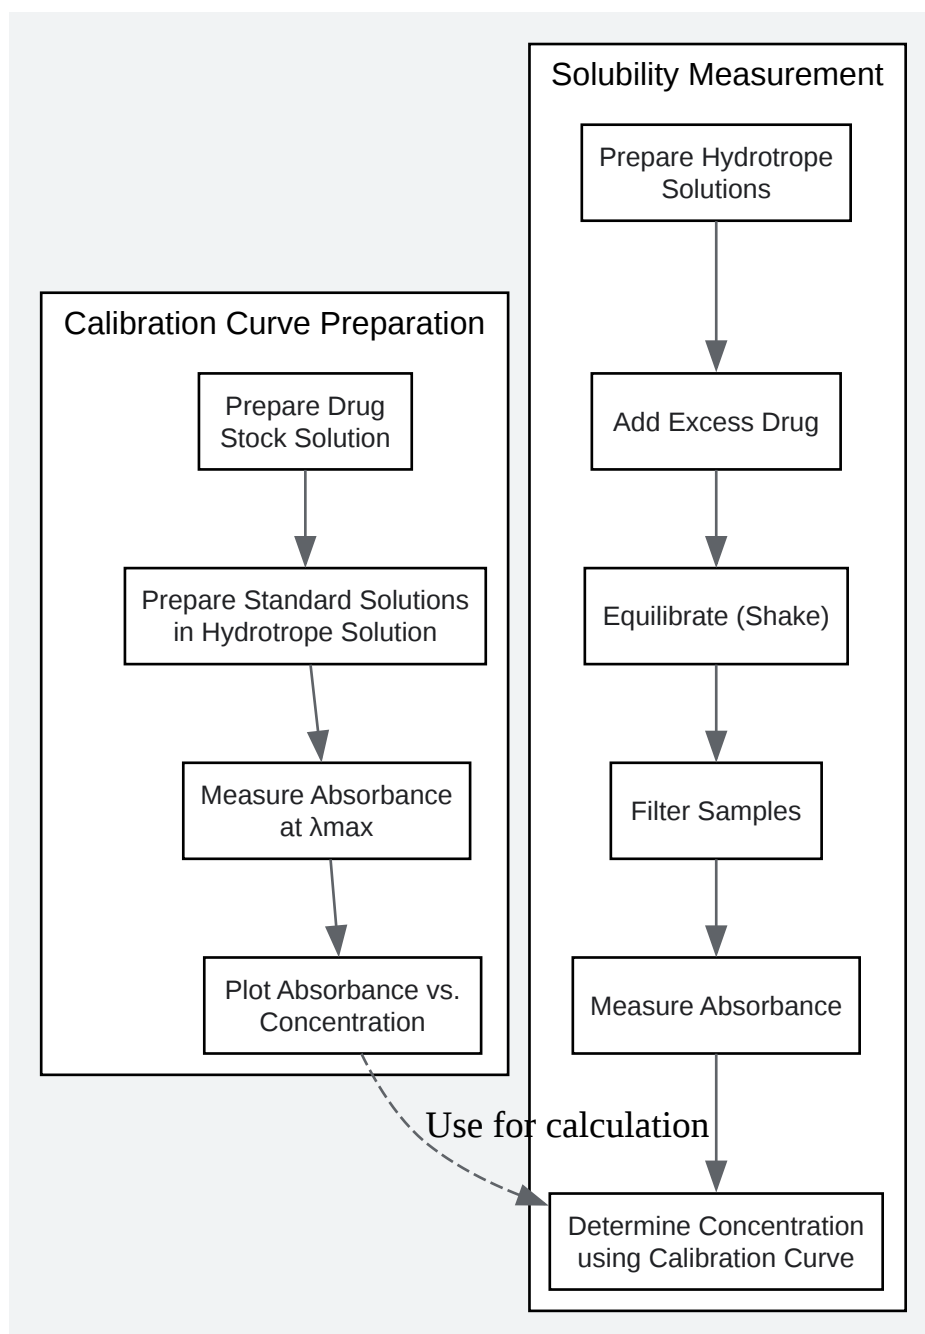 Solubility Measurement
Prepare Hydrotrope
Solutions
Add Excess Drug
Equilibrate (Shake)
Filter Samples
Measure Absorbance
Calibration Curve Preparation
Prepare Drug
Stock Solution
Prepare Standard Solutions
in Hydrotrope Solution
Measure Absorbance
at λmax
Plot Absorbance vs.
Concentration
Use for calculation
Determine Concentration
using Calibration Curve